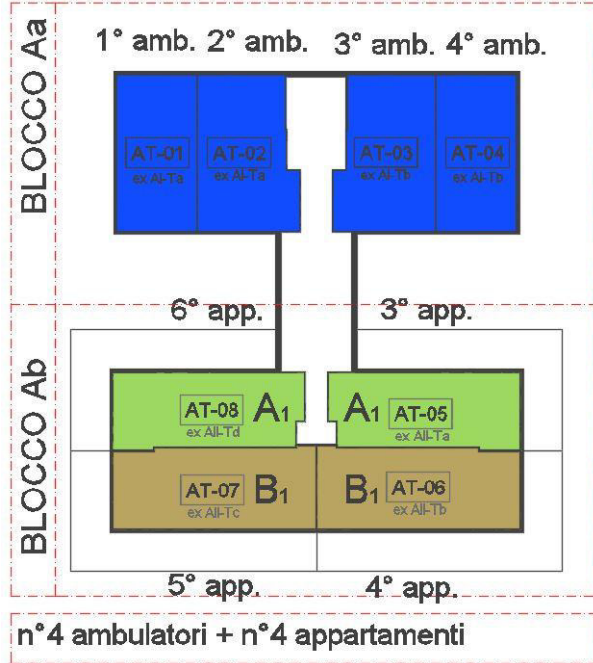 BLOCCO Aa
1° amb. 2° amb. 3° amb. 4° amb.
AT-01 AT-02 AT-03 AT-04
ex AI-Ta ex AI-Ta ex AI-Tb ex AI-Tb
BLOCCO Ab
6° app. 3° app.
AT-08 A1 A1 AT-05
ex AII-Td ex AII-Ta
AT-07 B1 B1 AT-06
ex AII-Tc ex AII-Tb
5° app. 4° app.
n°4 ambulatori + n°4 appartamenti